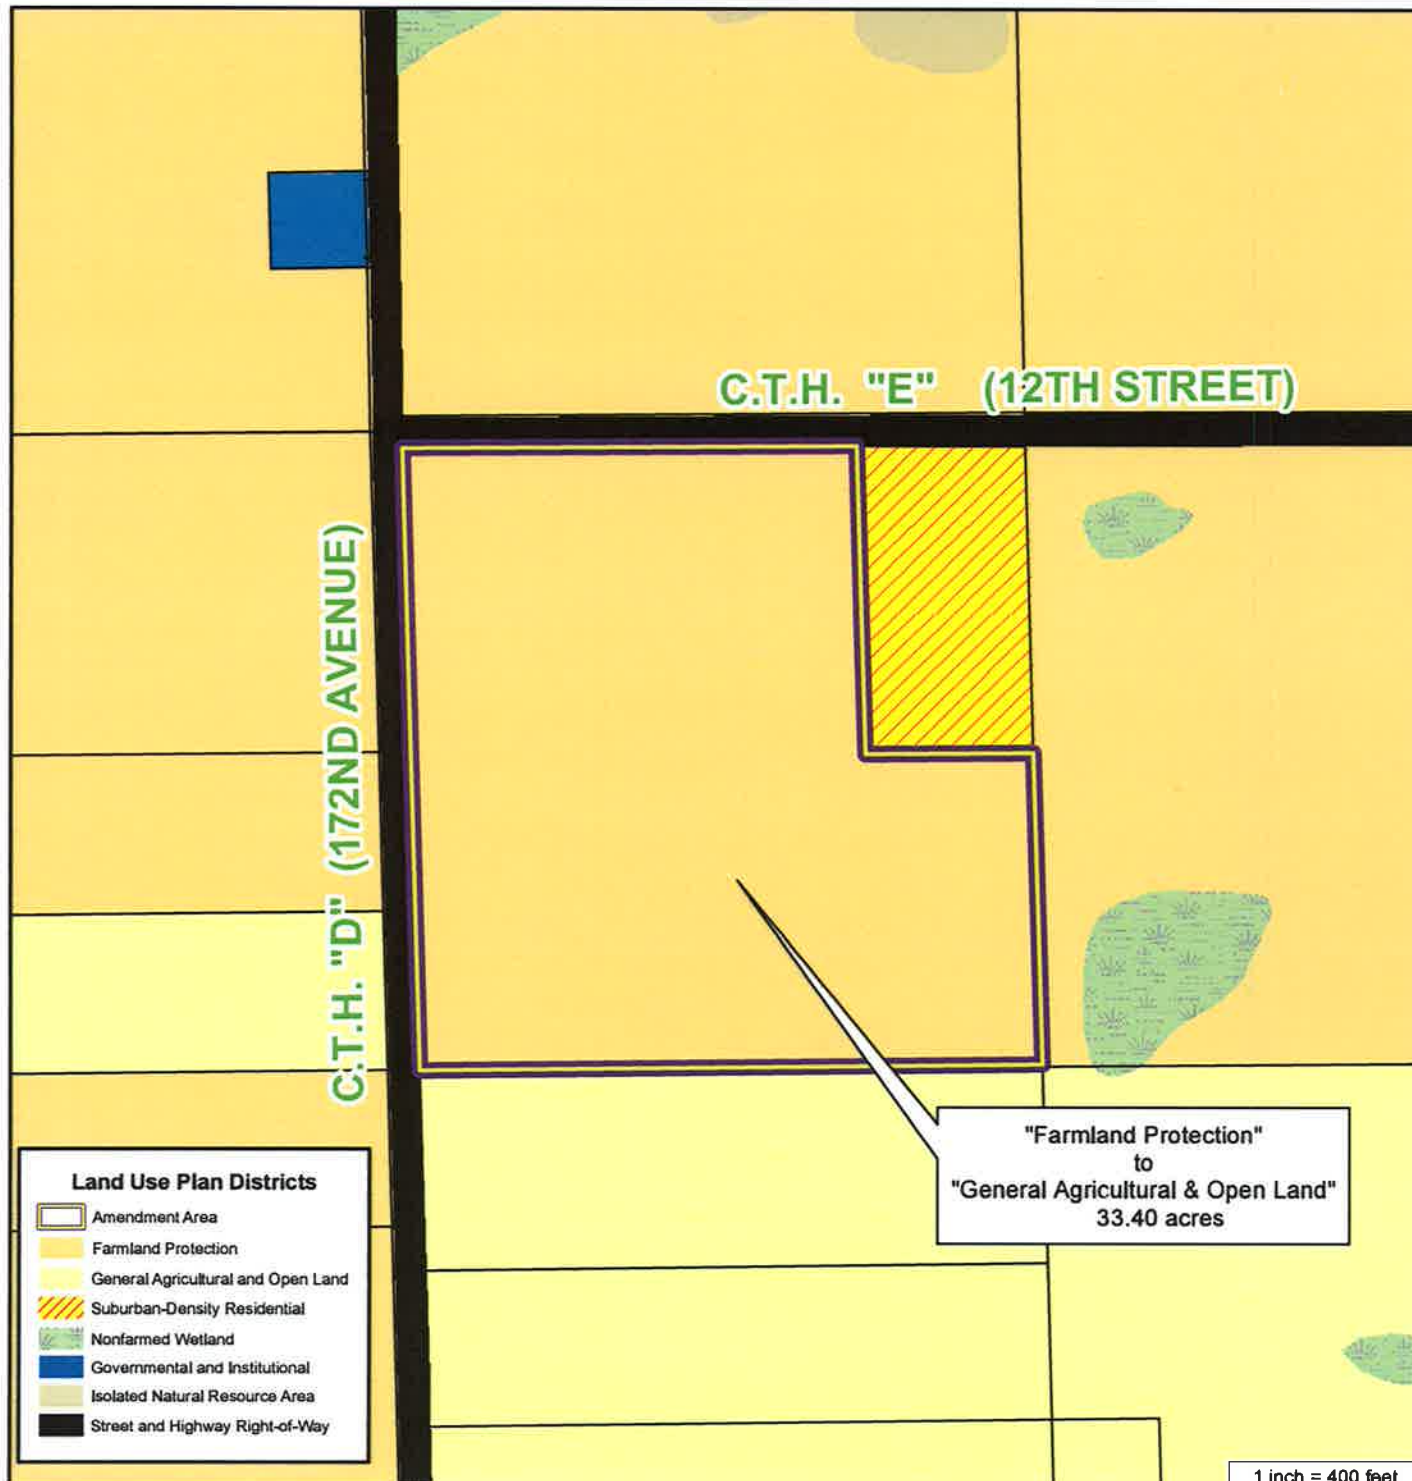 C.T.H. "E" (12TH STREET)
C.T.H. "D" (172ND AVENUE)
"Farmland Protection"
to
"General Agricultural & Open Land"
33.40 acres
Land Use Plan Districts
Amendment Area
Farmland Protection
General Agricultural and Open Land
Suburban-Density Residential
Nonfarmed Wetland
Governmental and Institutional
Isolated Natural Resource Area
Street and Highway Right-of-Way
1 inch = 400 feet